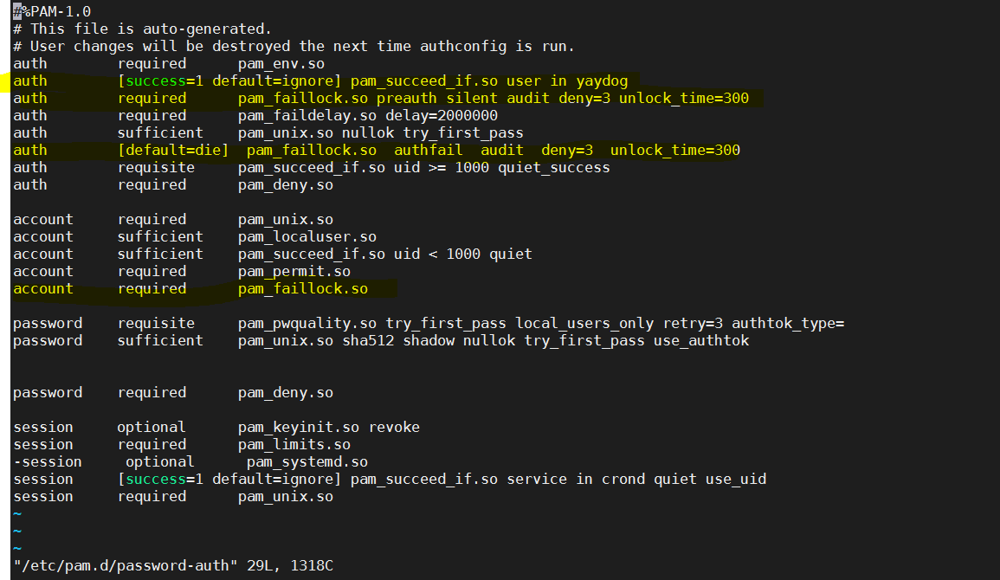 #%PAM-1.0
# This file is auto-generated.
# User changes will be destroyed the next time authconfig is run.
auth        required      pam_env.so
auth        [success=1 default=ignore] pam_succeed_if.so user in yaydog
auth        required      pam_faillock.so preauth silent audit deny=3 unlock_time=300
auth        required      pam_faildelay.so delay=2000000
auth        sufficient    pam_unix.so nullok try_first_pass
auth        [default=die]  pam_faillock.so  authfail  audit  deny=3  unlock_time=300
auth        requisite     pam_succeed_if.so uid >= 1000 quiet_success
auth        required      pam_deny.so
account     required      pam_unix.so
account     sufficient    pam_localuser.so
account     sufficient    pam_succeed_if.so uid < 1000 quiet
account     required      pam_permit.so
account     required      pam_faillock.so
password    requisite     pam_pwquality.so try_first_pass local_users_only retry=3 authtok_type=
password    sufficient    pam_unix.so sha512 shadow nullok try_first_pass use_authtok
password    required      pam_deny.so
session     optional      pam_keyinit.so revoke
session     required      pam_limits.so
-session     optional      pam_systemd.so
session     [success=1 default=ignore] pam_succeed_if.so service in crond quiet use_uid
session     required      pam_unix.so
~
~
~
"/etc/pam.d/password-auth" 29L, 1318C